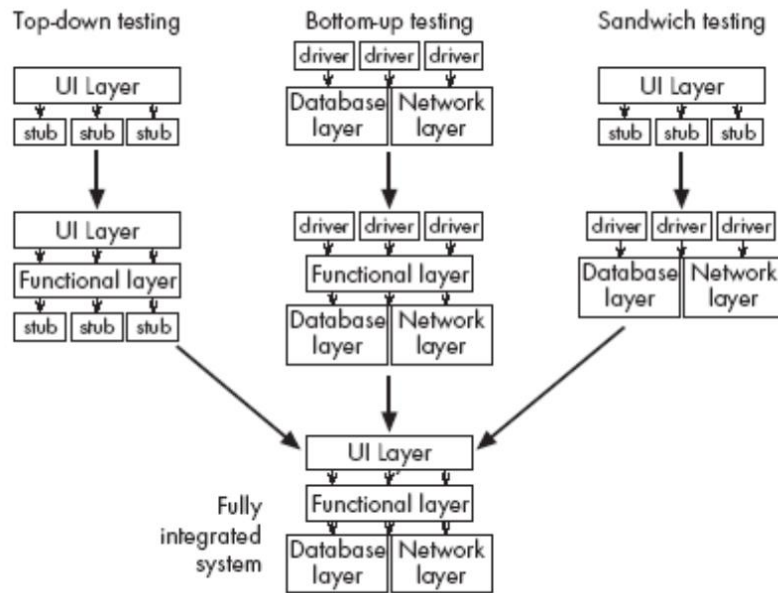 Top-down testing
UI Layer
stub stub stub
UI Layer
Functional layer
stub stub stub
Bottom-up testing
driver driver driver
Database layer
Network layer
driver driver driver
Functional layer
Database layer
Network layer
Sandwich testing
UI Layer
stub stub stub
driver driver driver
Database layer
Network layer
Fully
integrated
system
UI Layer
Functional layer
Database layer
Network layer